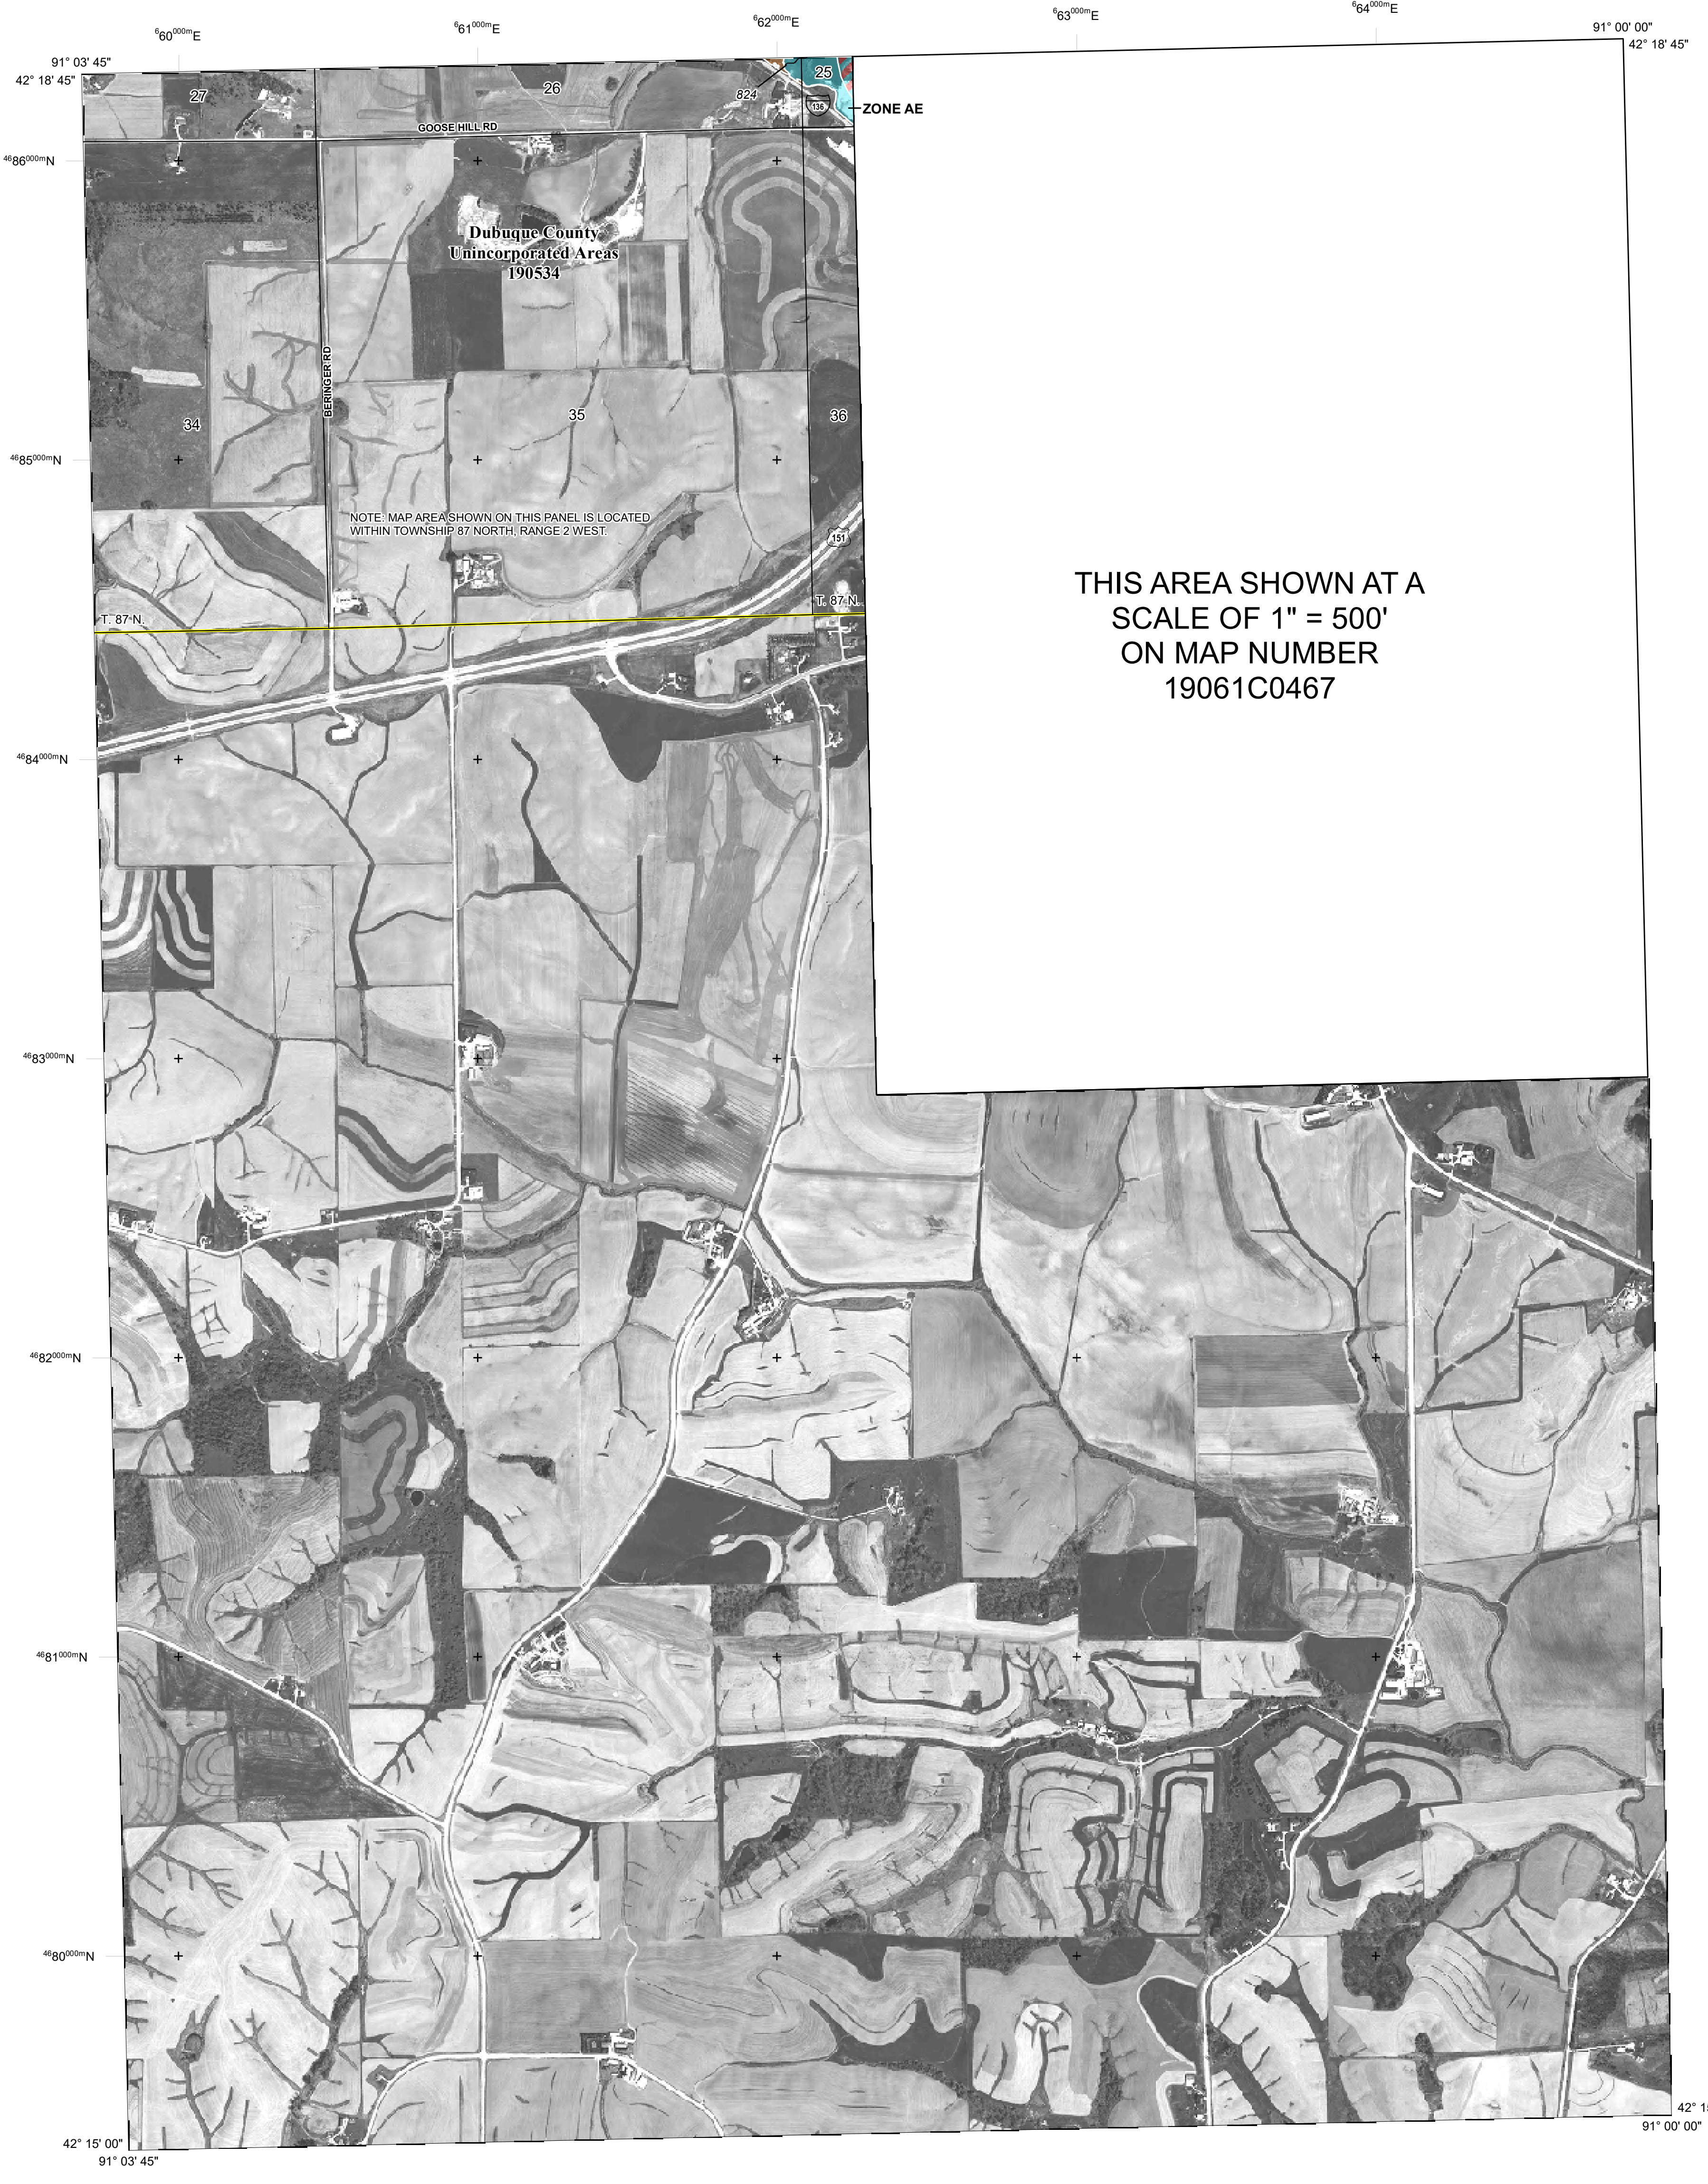 660000mE
661000mE
662000mE
663000mE
664000mE
91° 00' 00"
91° 03' 45"
42° 18' 45"
42° 18' 45"
27
26
25
824
136
ZONE AE
GOOSE HILL RD
4686000mN
Dubuque County
Unincorporated Areas
190534
BERINGER RD
34
35
36
4685000mN
NOTE: MAP AREA SHOWN ON THIS PANEL IS LOCATED
WITHIN TOWNSHIP 87 NORTH, RANGE 2 WEST.
151
THIS AREA SHOWN AT A
SCALE OF 1" = 500'
ON MAP NUMBER
19061C0467
T. 87 N.
T. 87 N.
4684000mN
4683000mN
4682000mN
4681000mN
4680000mN
42° 15' 00"
91° 03' 45"
91° 00' 00"